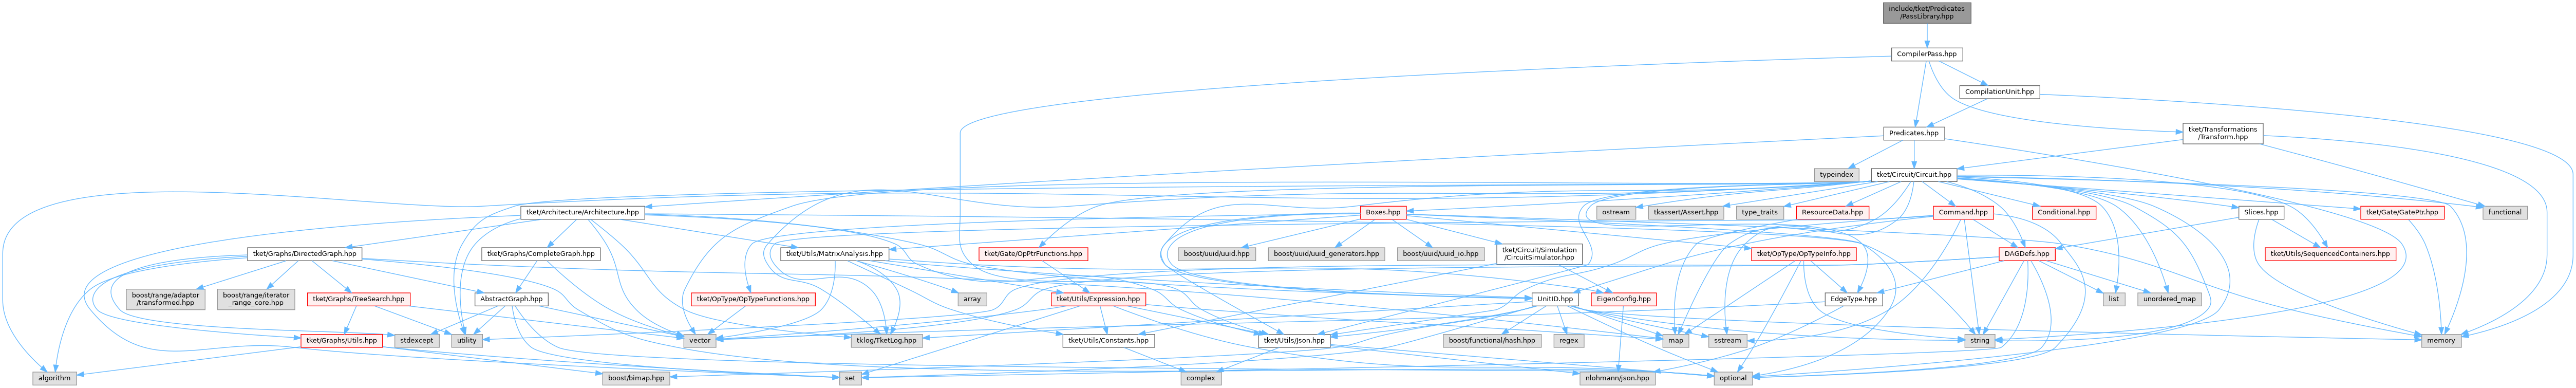 include/tket/Predicates
/PassLibrary.hpp
CompilerPass.hpp
CompilationUnit.hpp
Predicates.hpp
tket/Transformations
/Transform.hpp
typeindex
tket/Circuit/Circuit.hpp
tket/Architecture/Architecture.hpp
ostream
tkassert/Assert.hpp
type_traits
ResourceData.hpp
Boxes.hpp
Command.hpp
Conditional.hpp
Slices.hpp
tket/Gate/GatePtr.hpp
functional
tket/Graphs/DirectedGraph.hpp
tket/Graphs/CompleteGraph.hpp
tket/Utils/MatrixAnalysis.hpp
tket/Gate/OpPtrFunctions.hpp
boost/uuid/uuid.hpp
boost/uuid/uuid_generators.hpp
boost/uuid/uuid_io.hpp
tket/Circuit/Simulation
/CircuitSimulator.hpp
tket/OpType/OpTypeInfo.hpp
DAGDefs.hpp
tket/Utils/SequencedContainers.hpp
boost/range/adaptor
/transformed.hpp
boost/range/iterator
_range_core.hpp
tket/Graphs/TreeSearch.hpp
AbstractGraph.hpp
tket/OpType/OpTypeFunctions.hpp
array
tket/Utils/Expression.hpp
UnitID.hpp
EigenConfig.hpp
EdgeType.hpp
list
unordered_map
tket/Graphs/Utils.hpp
stdexcept
utility
vector
tklog/TketLog.hpp
tket/Utils/Constants.hpp
tket/Utils/Json.hpp
boost/functional/hash.hpp
regex
map
sstream
string
memory
algorithm
boost/bimap.hpp
set
complex
nlohmann/json.hpp
optional